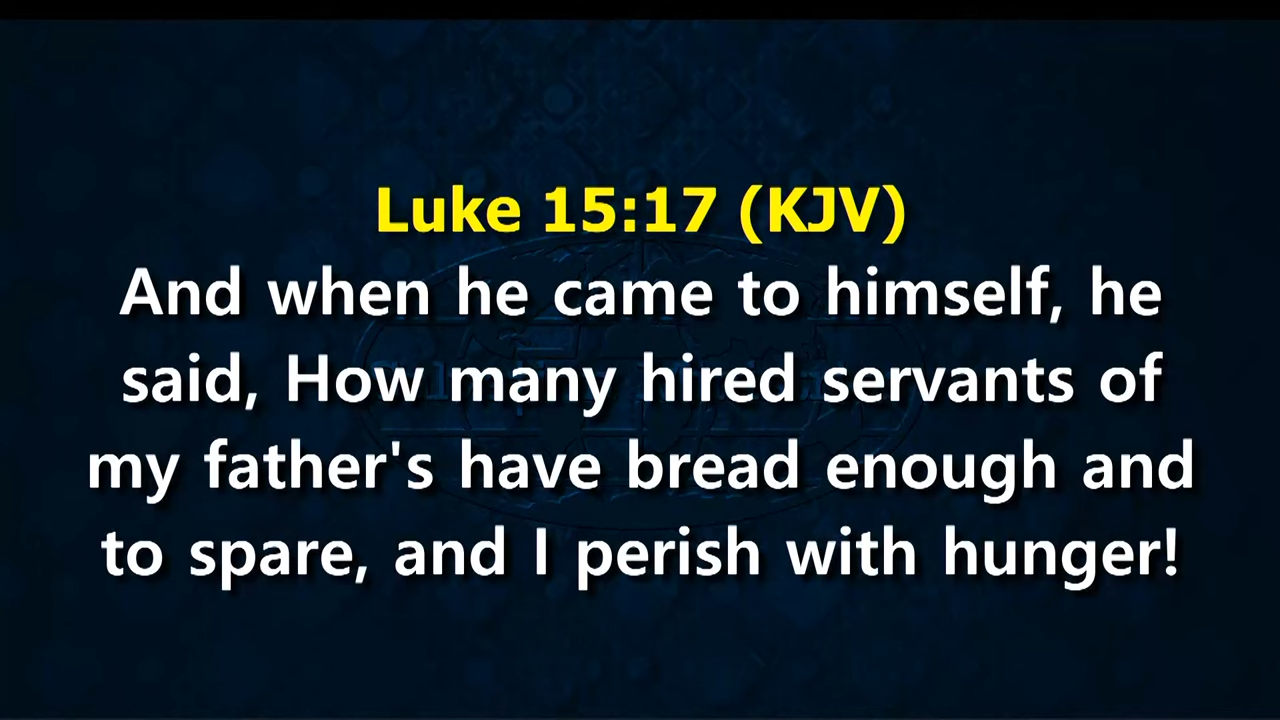 Luke 15:17 (KJV)
And when he came to himself, he
said, How many hired servants of
my father's have bread enough and
to spare, and I perish with hunger!